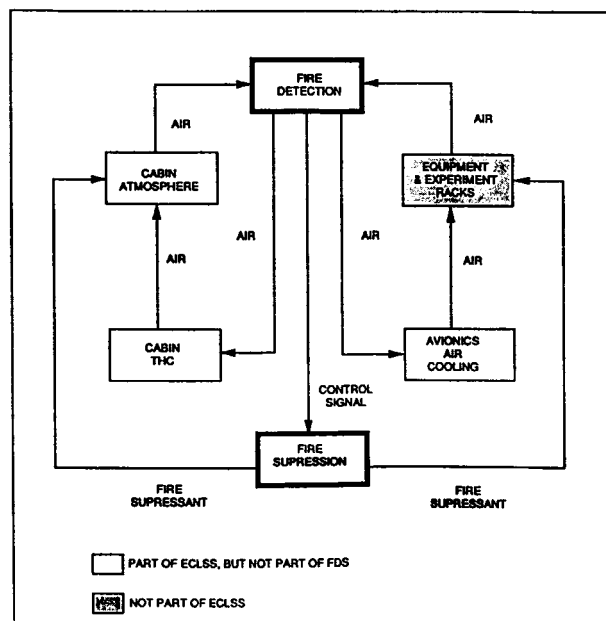 FIRE
DETECTION
AIR
AIR
CABIN
ATMOSPHERE
EQUIPMENT
& EXPERIMENT
RACKS
AIR
AIR
AIR
AIR
CABIN
THC
AVIONICS
AIR
COOLING
CONTROL
SIGNAL
FIRE
SUPRESSION
FIRE
SUPRESSANT
FIRE
SUPRESSANT
PART OF ECLSS, BUT NOT PART OF FDS
NOT PART OF ECLSS